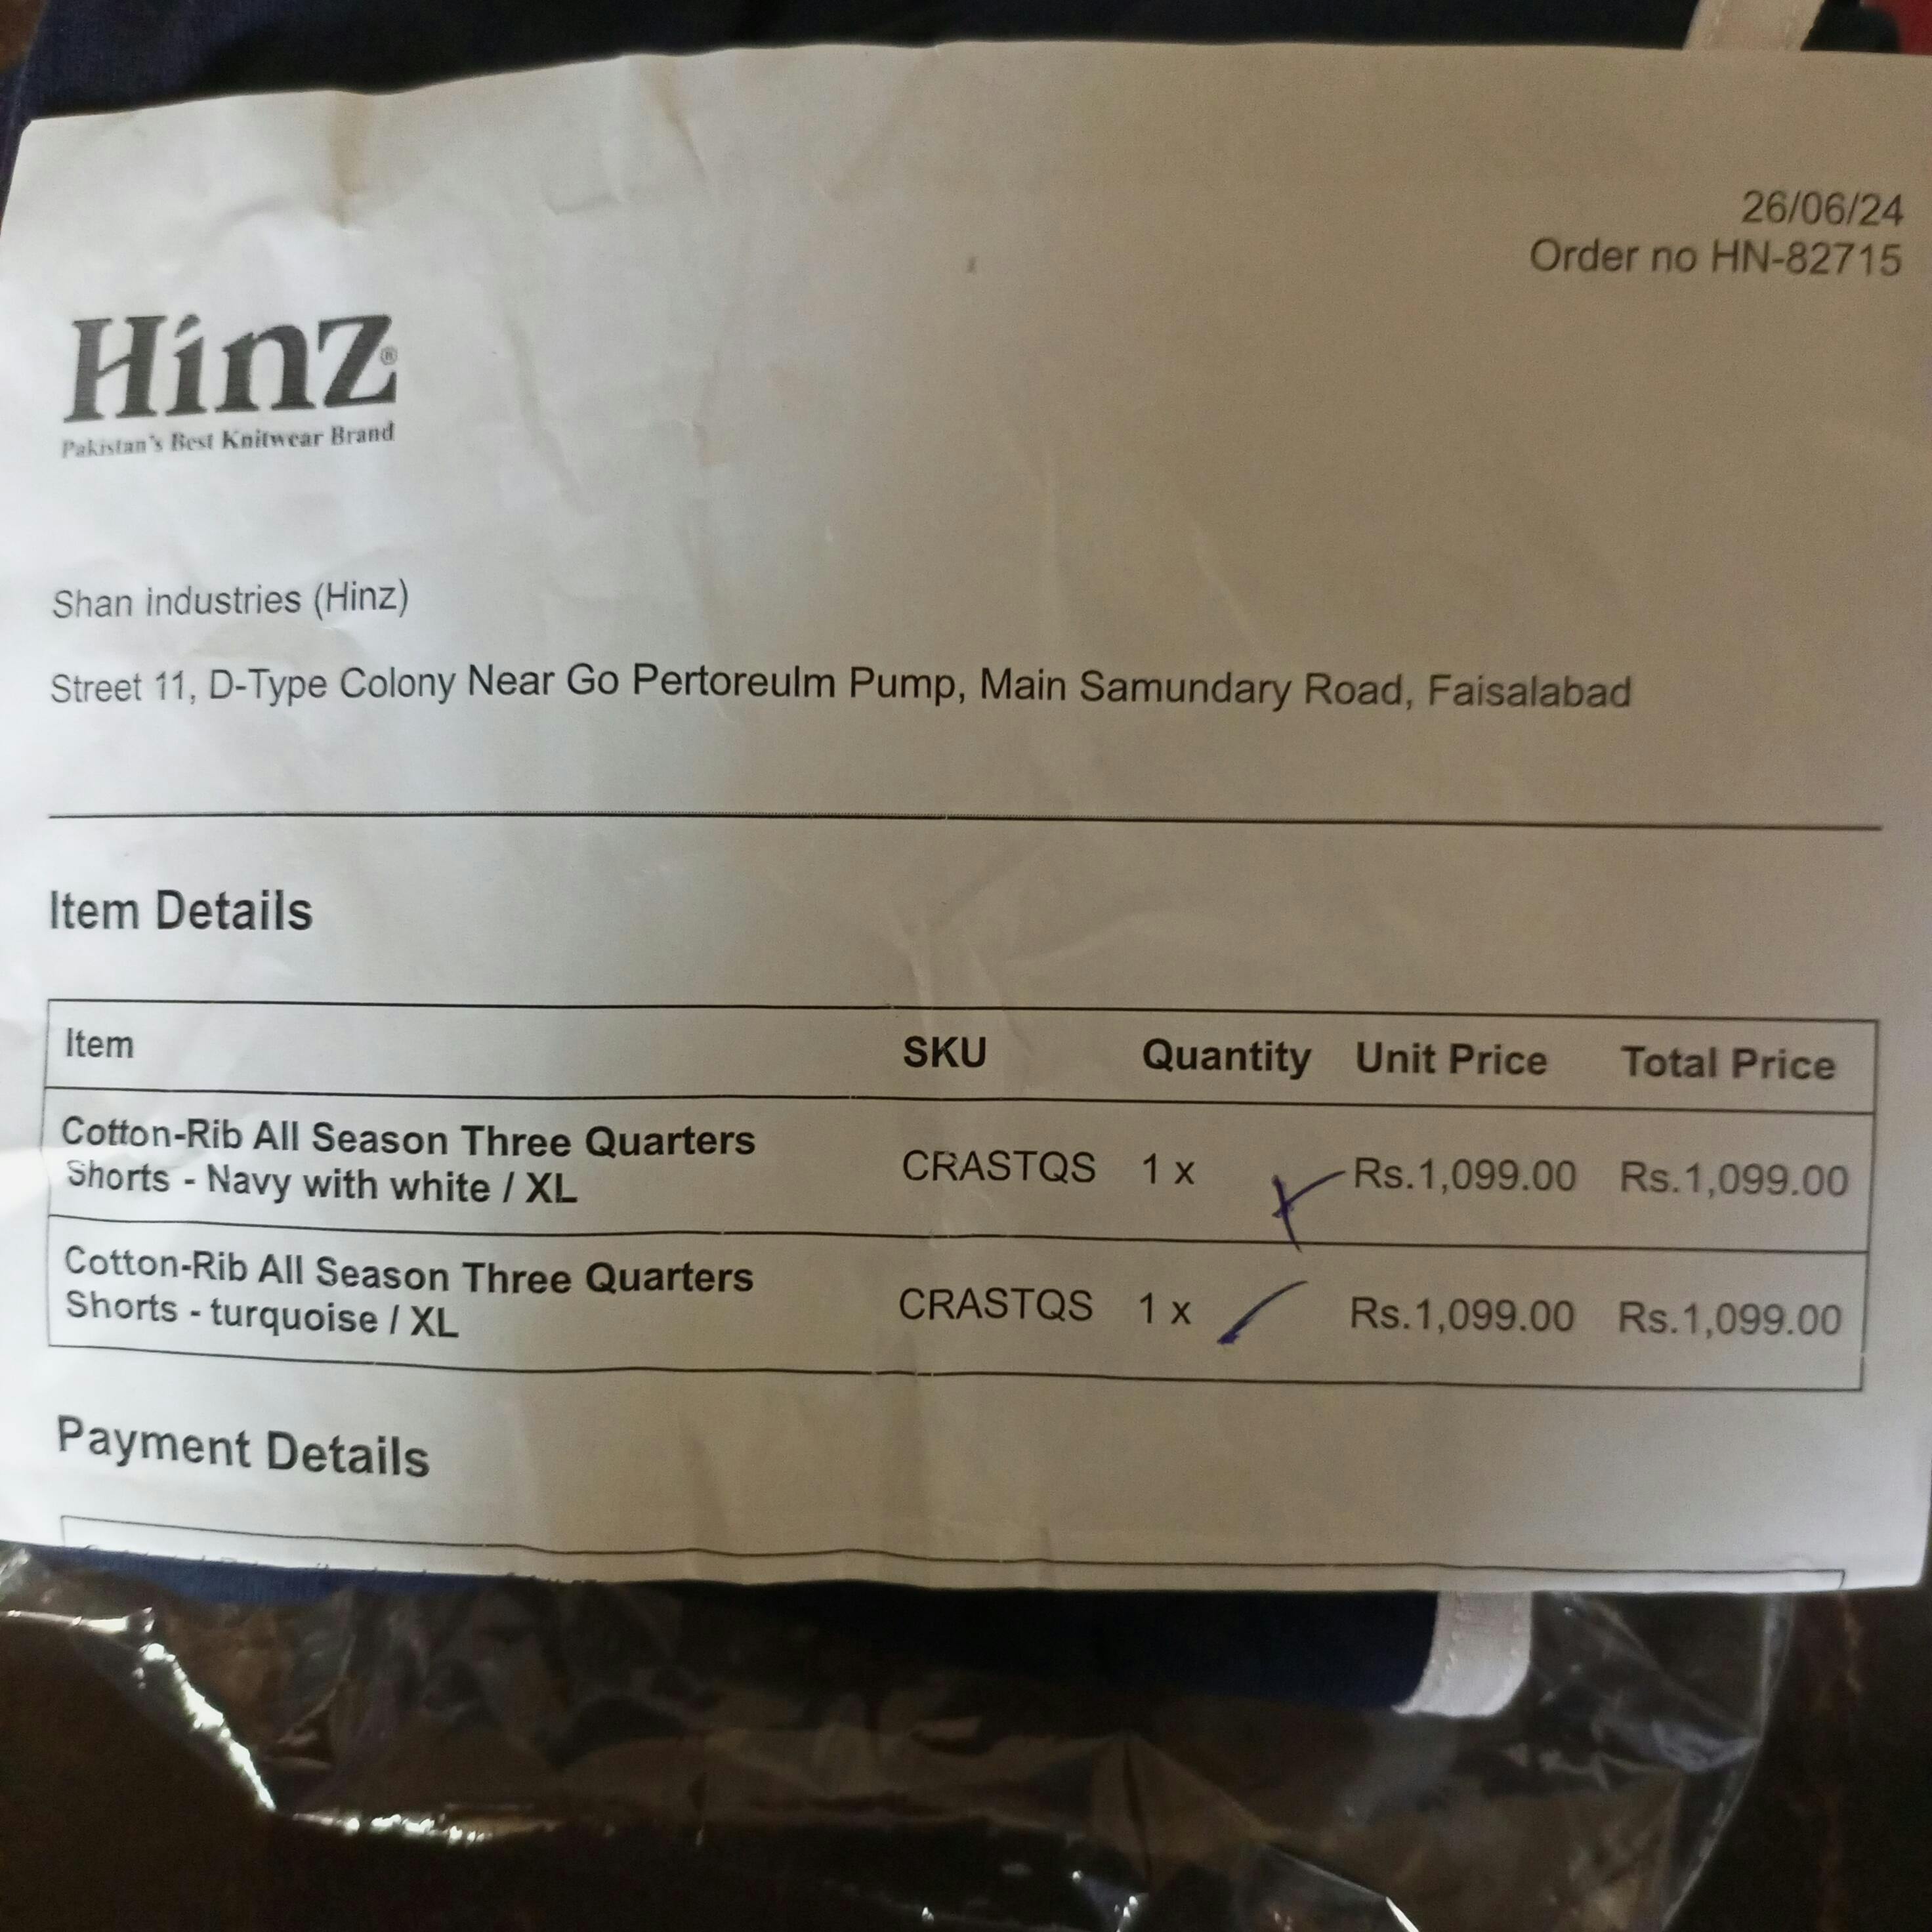 26/06/24
Order no HN-82715
Hinz®
Pakistan's Best Knitwear Brand
Shan industries (Hinz)
Street 11, D-Type Colony Near Go Pertoreulm Pump, Main Samundary Road, Faisalabad
Item Details
Item SKU Quantity Unit Price Total Price
Cotton-Rib All Season Three Quarters
Shorts - Navy with white / XL CRASTQS 1 x Rs.1,099.00 Rs.1,099.00
Cotton-Rib All Season Three Quarters
Shorts - turquoise / XL CRASTQS 1 x Rs.1,099.00 Rs.1,099.00
Payment Details